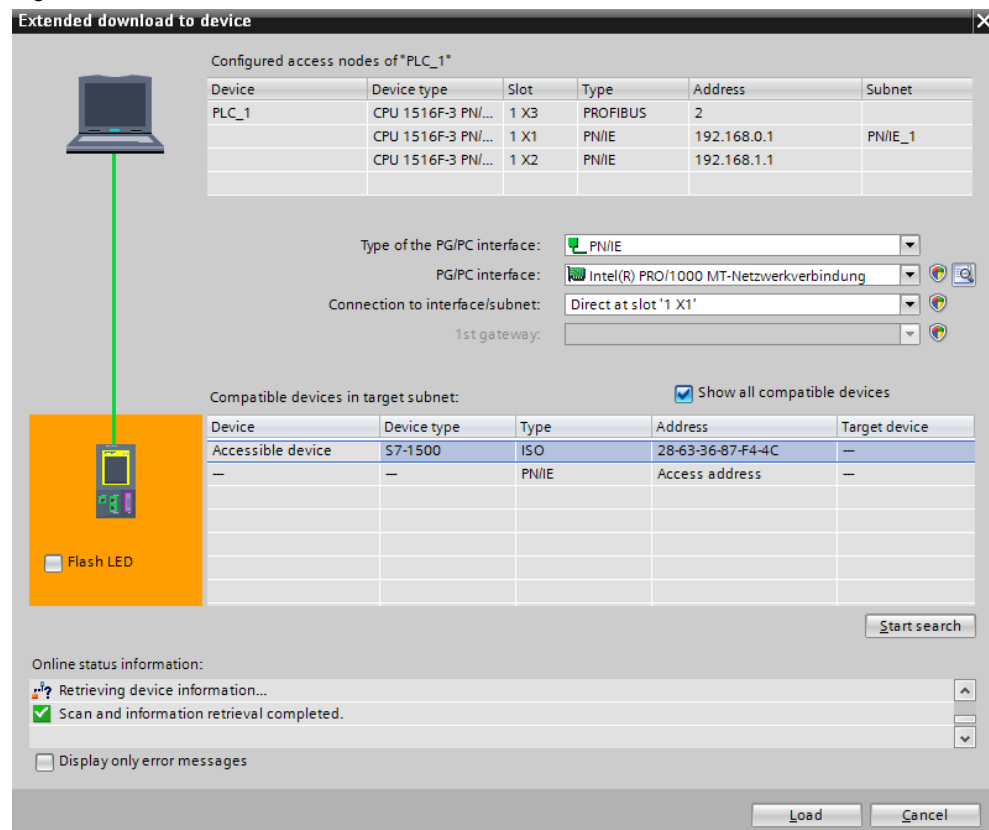 Extended download to device
Configured access nodes of "PLC_1"
Device Device type Slot Type Address Subnet
PLC_1 CPU 1516F-3 PN/... 1 X3 PROFIBUS 2
CPU 1516F-3 PN/... 1 X1 PN/IE 192.168.0.1 PN/IE_1
CPU 1516F-3 PN/... 1 X2 PN/IE 192.168.1.1
Type of the PG/PC interface: PN/IE
PG/PC interface: Intel(R) PRO/1000 MT-Netzwerkverbindung
Connection to interface/subnet: Direct at slot '1 X1'
1st gateway:
Compatible devices in target subnet: Show all compatible devices
Device Device type Type Address Target device
Accessible device S7-1500 ISO 28-63-36-87-F4-4C —
— — PN/IE Access address —
Flash LED
Start search
Online status information:
Retrieving device information...
Scan and information retrieval completed.
Display only error messages
Load Cancel